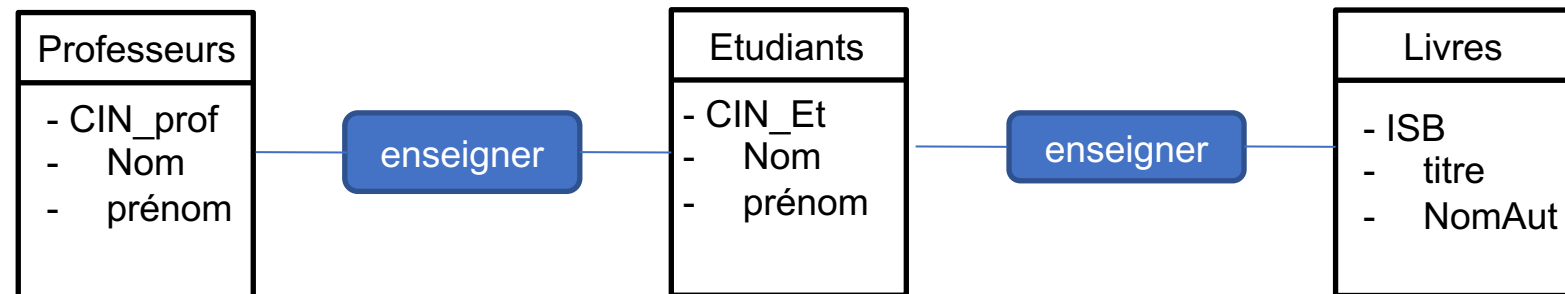 Professeurs
- CIN_prof
- Nom
- prénom
enseigner
Etudiants
- CIN_Et
- Nom
- prénom
enseigner
Livres
- ISB
- titre
- NomAut